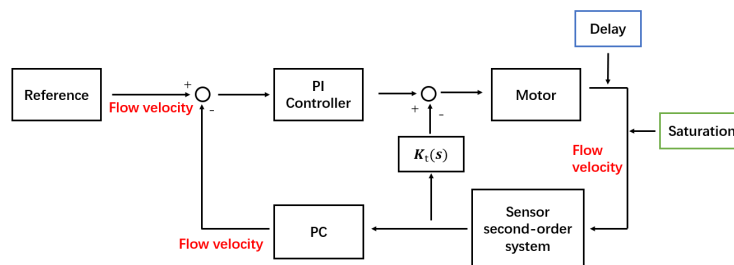 Delay
Reference
Flow velocity
+
-
PI
Controller
+
-
Motor
Saturation
Flow
velocity
Kt(s)
Flow velocity
PC
Sensor
second-order
system